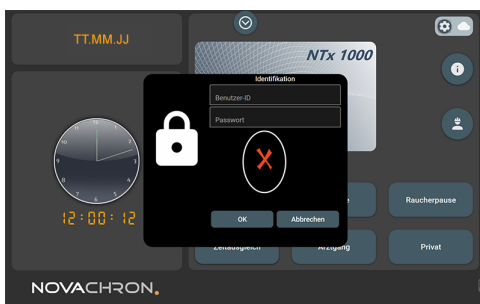 TT.MM.JJ
NTx 1000
Identifikation
Benutzer-ID
Passwort
OK
Abbrechen
Raucherpause
Zeitausgleich
Arztgang
Privat
12:00:12
NOVACHRON.